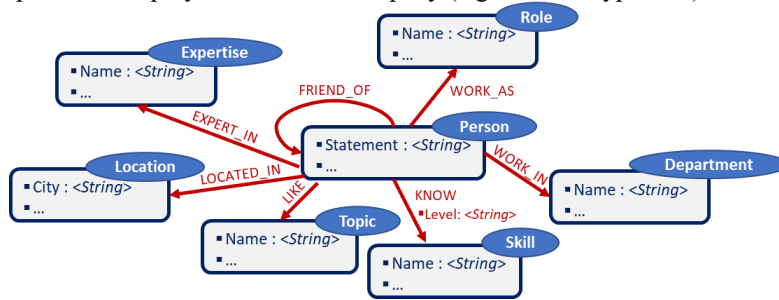 Role
▪ Name : <String>
▪ ...
Expertise
▪ Name : <String>
▪ ...
FRIEND_OF
WORK_AS
EXPERT_IN
Person
▪ Statement : <String>
▪ ...
Location
▪ City : <String>
▪ ...
LOCATED_IN
WORK_IN
Department
▪ Name : <String>
▪ ...
LIKE
KNOW
▪Level: <String>
Topic
▪ Name : <String>
▪ ...
Skill
▪ Name : <String>
▪ ...